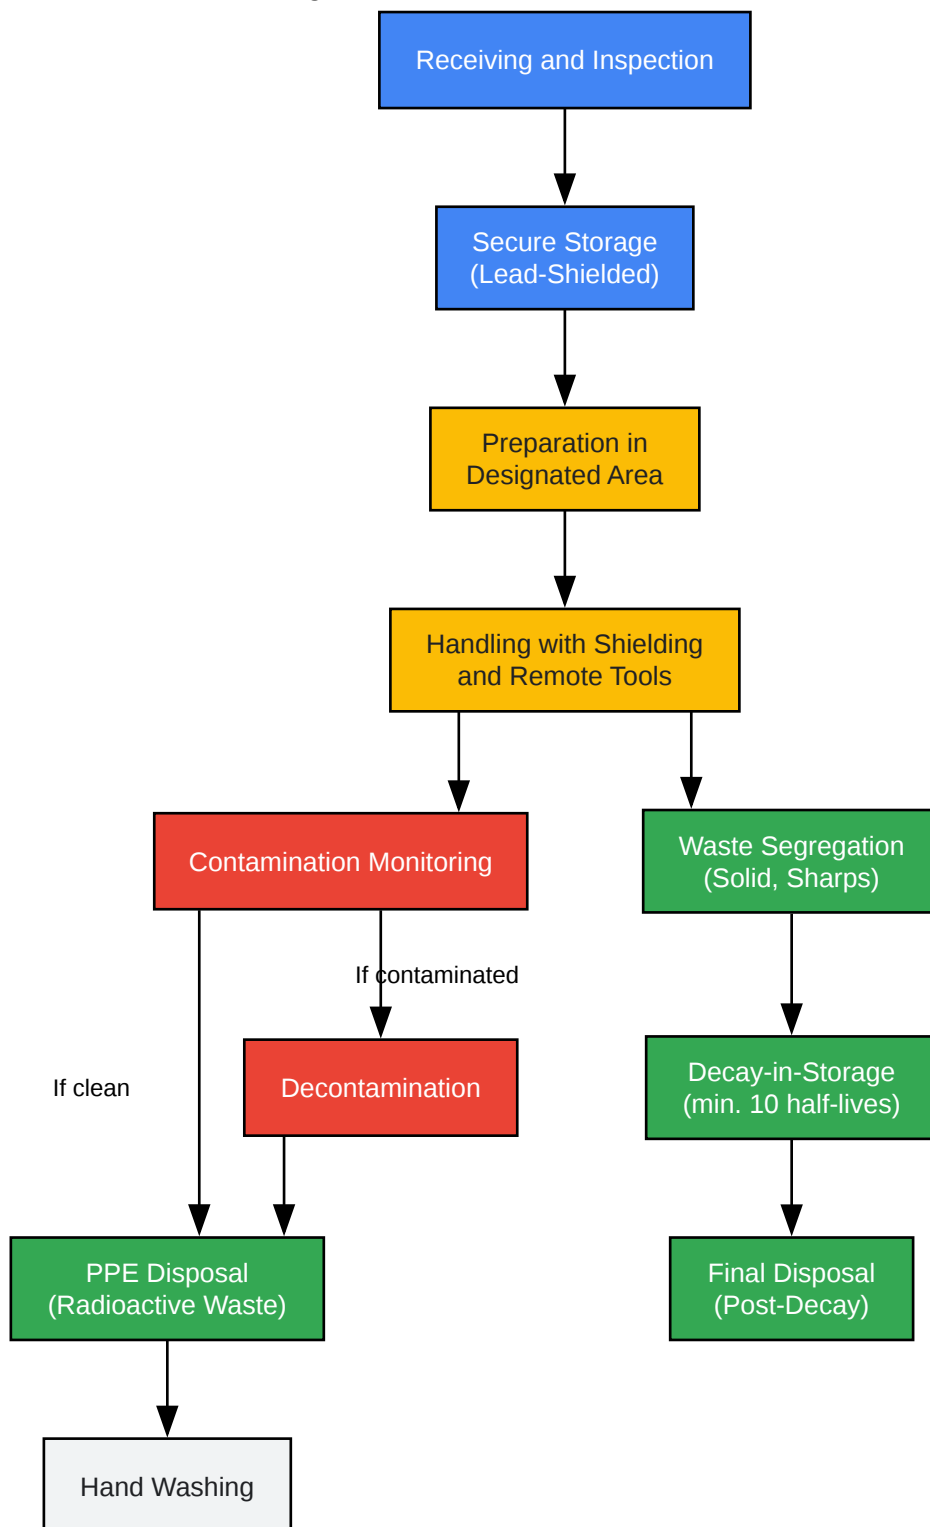 Receiving and Inspection
Secure Storage
(Lead-Shielded)
Preparation in
Designated Area
Handling with Shielding
and Remote Tools
Contamination Monitoring
Waste Segregation
(Solid, Sharps)
If contaminated
Decay-in-Storage
(min. 10 half-lives)
If clean
Decontamination
PPE Disposal
(Radioactive Waste)
Final Disposal
(Post-Decay)
Hand Washing